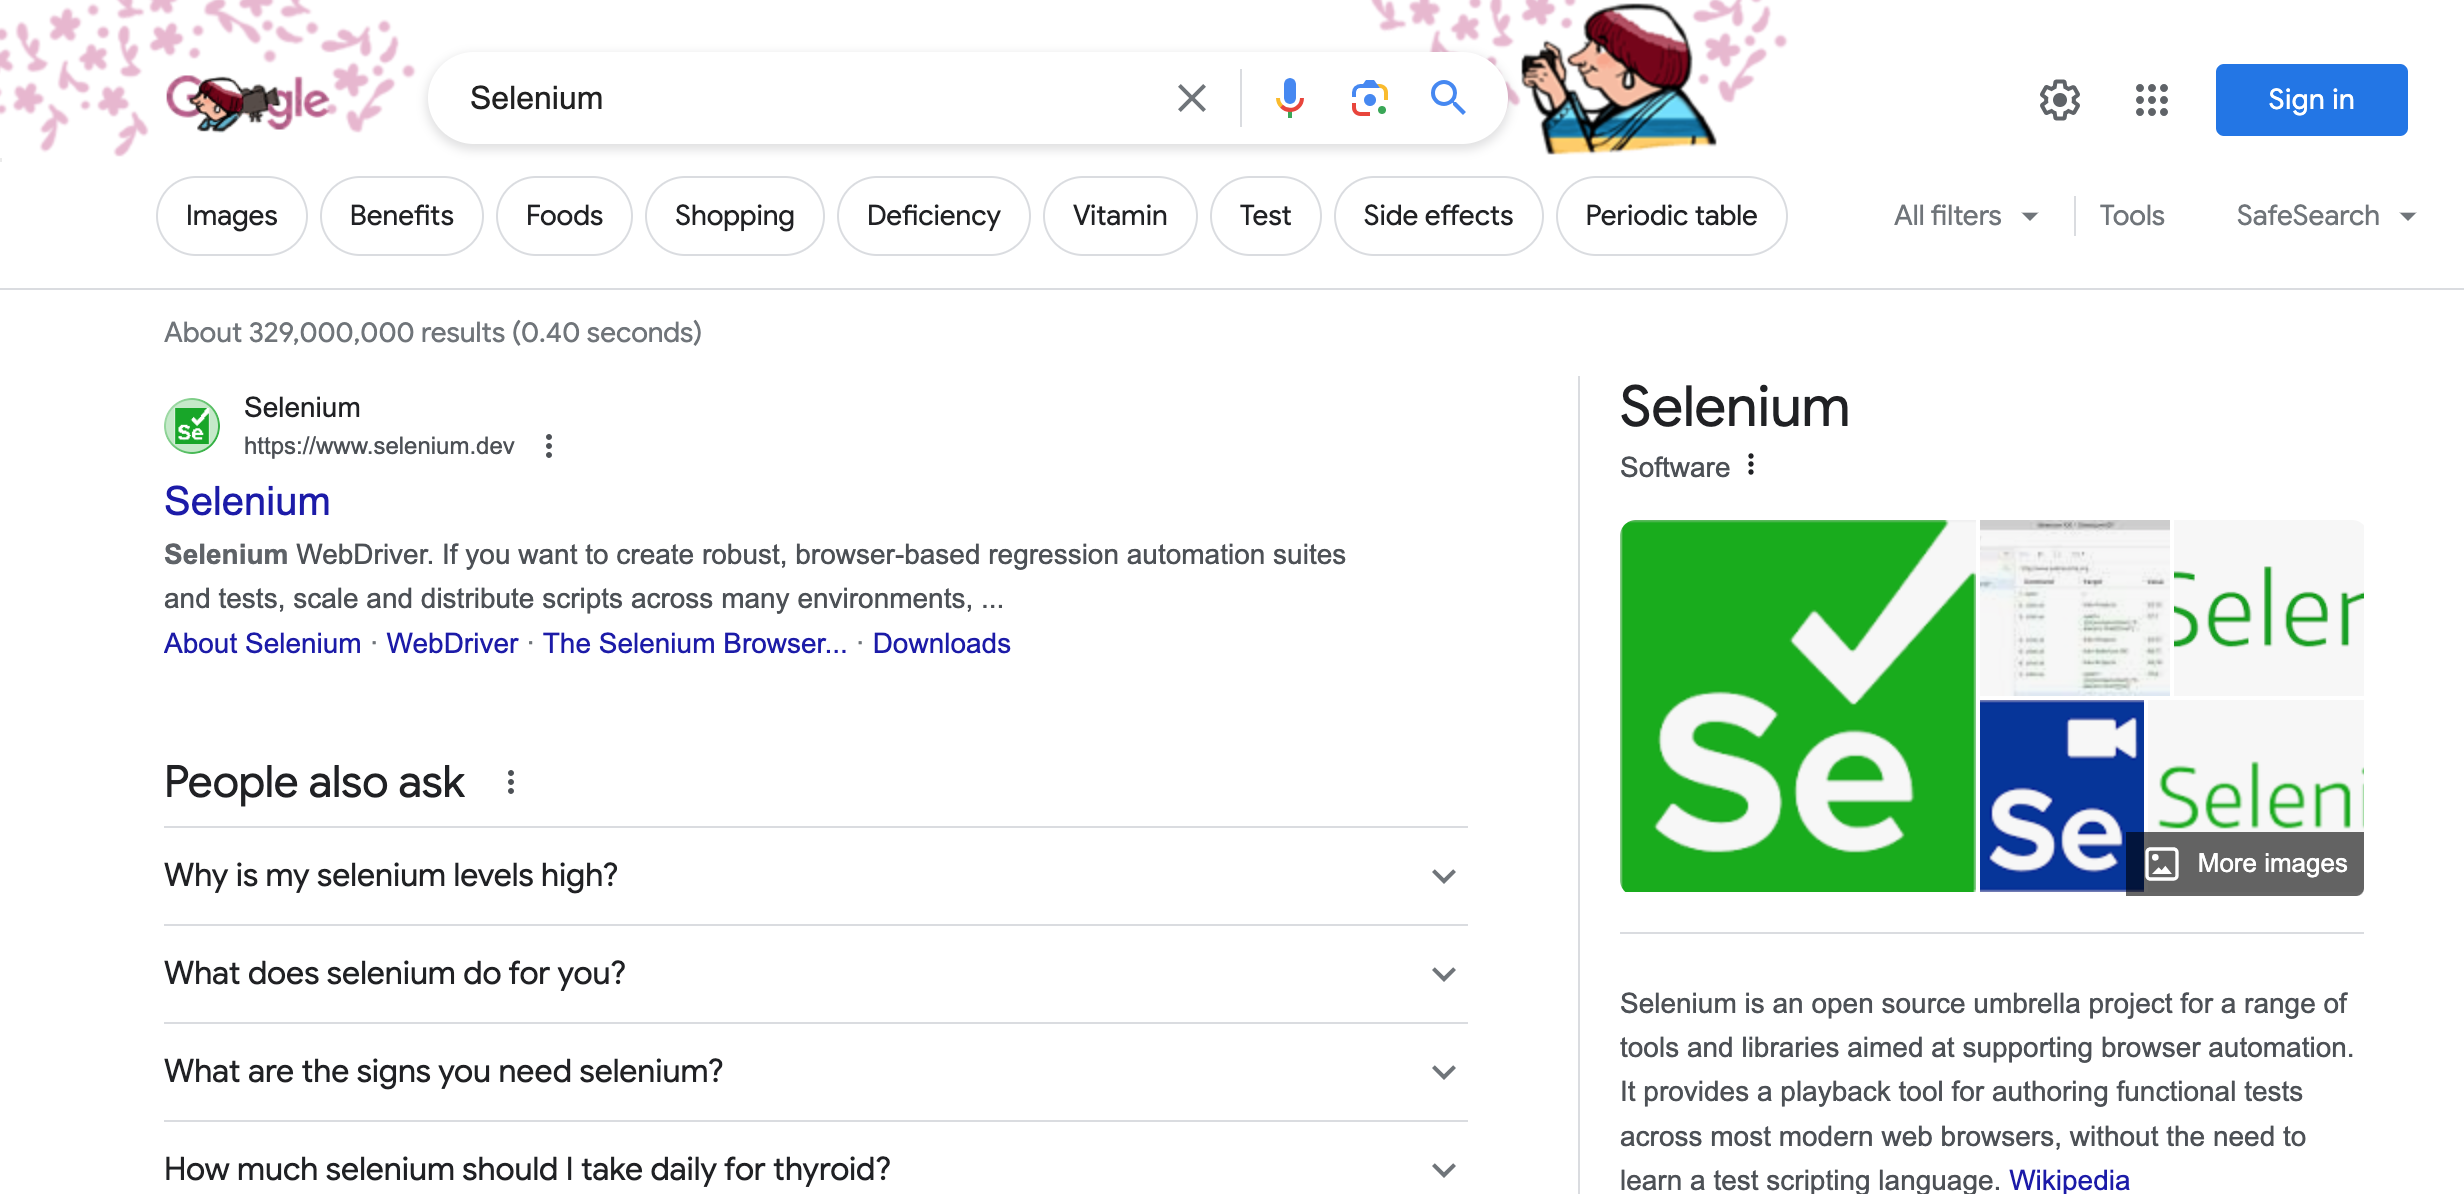 Google
Selenium
Sign in
Images
Benefits
Foods
Shopping
Deficiency
Vitamin
Test
Side effects
Periodic table
All filters
Tools
SafeSearch
About 329,000,000 results (0.40 seconds)
Se
Selenium
https://www.selenium.dev
Selenium
Selenium WebDriver. If you want to create robust, browser-based regression automation suites
and tests, scale and distribute scripts across many environments, ...
About Selenium · WebDriver · The Selenium Browser... · Downloads
People also ask
Why is my selenium levels high?
What does selenium do for you?
What are the signs you need selenium?
How much selenium should I take daily for thyroid?
Selenium
Software
Se
Selen
Se
Seleni
More images
Selenium is an open source umbrella project for a range of
tools and libraries aimed at supporting browser automation.
It provides a playback tool for authoring functional tests
across most modern web browsers, without the need to
learn a test scripting language. Wikipedia